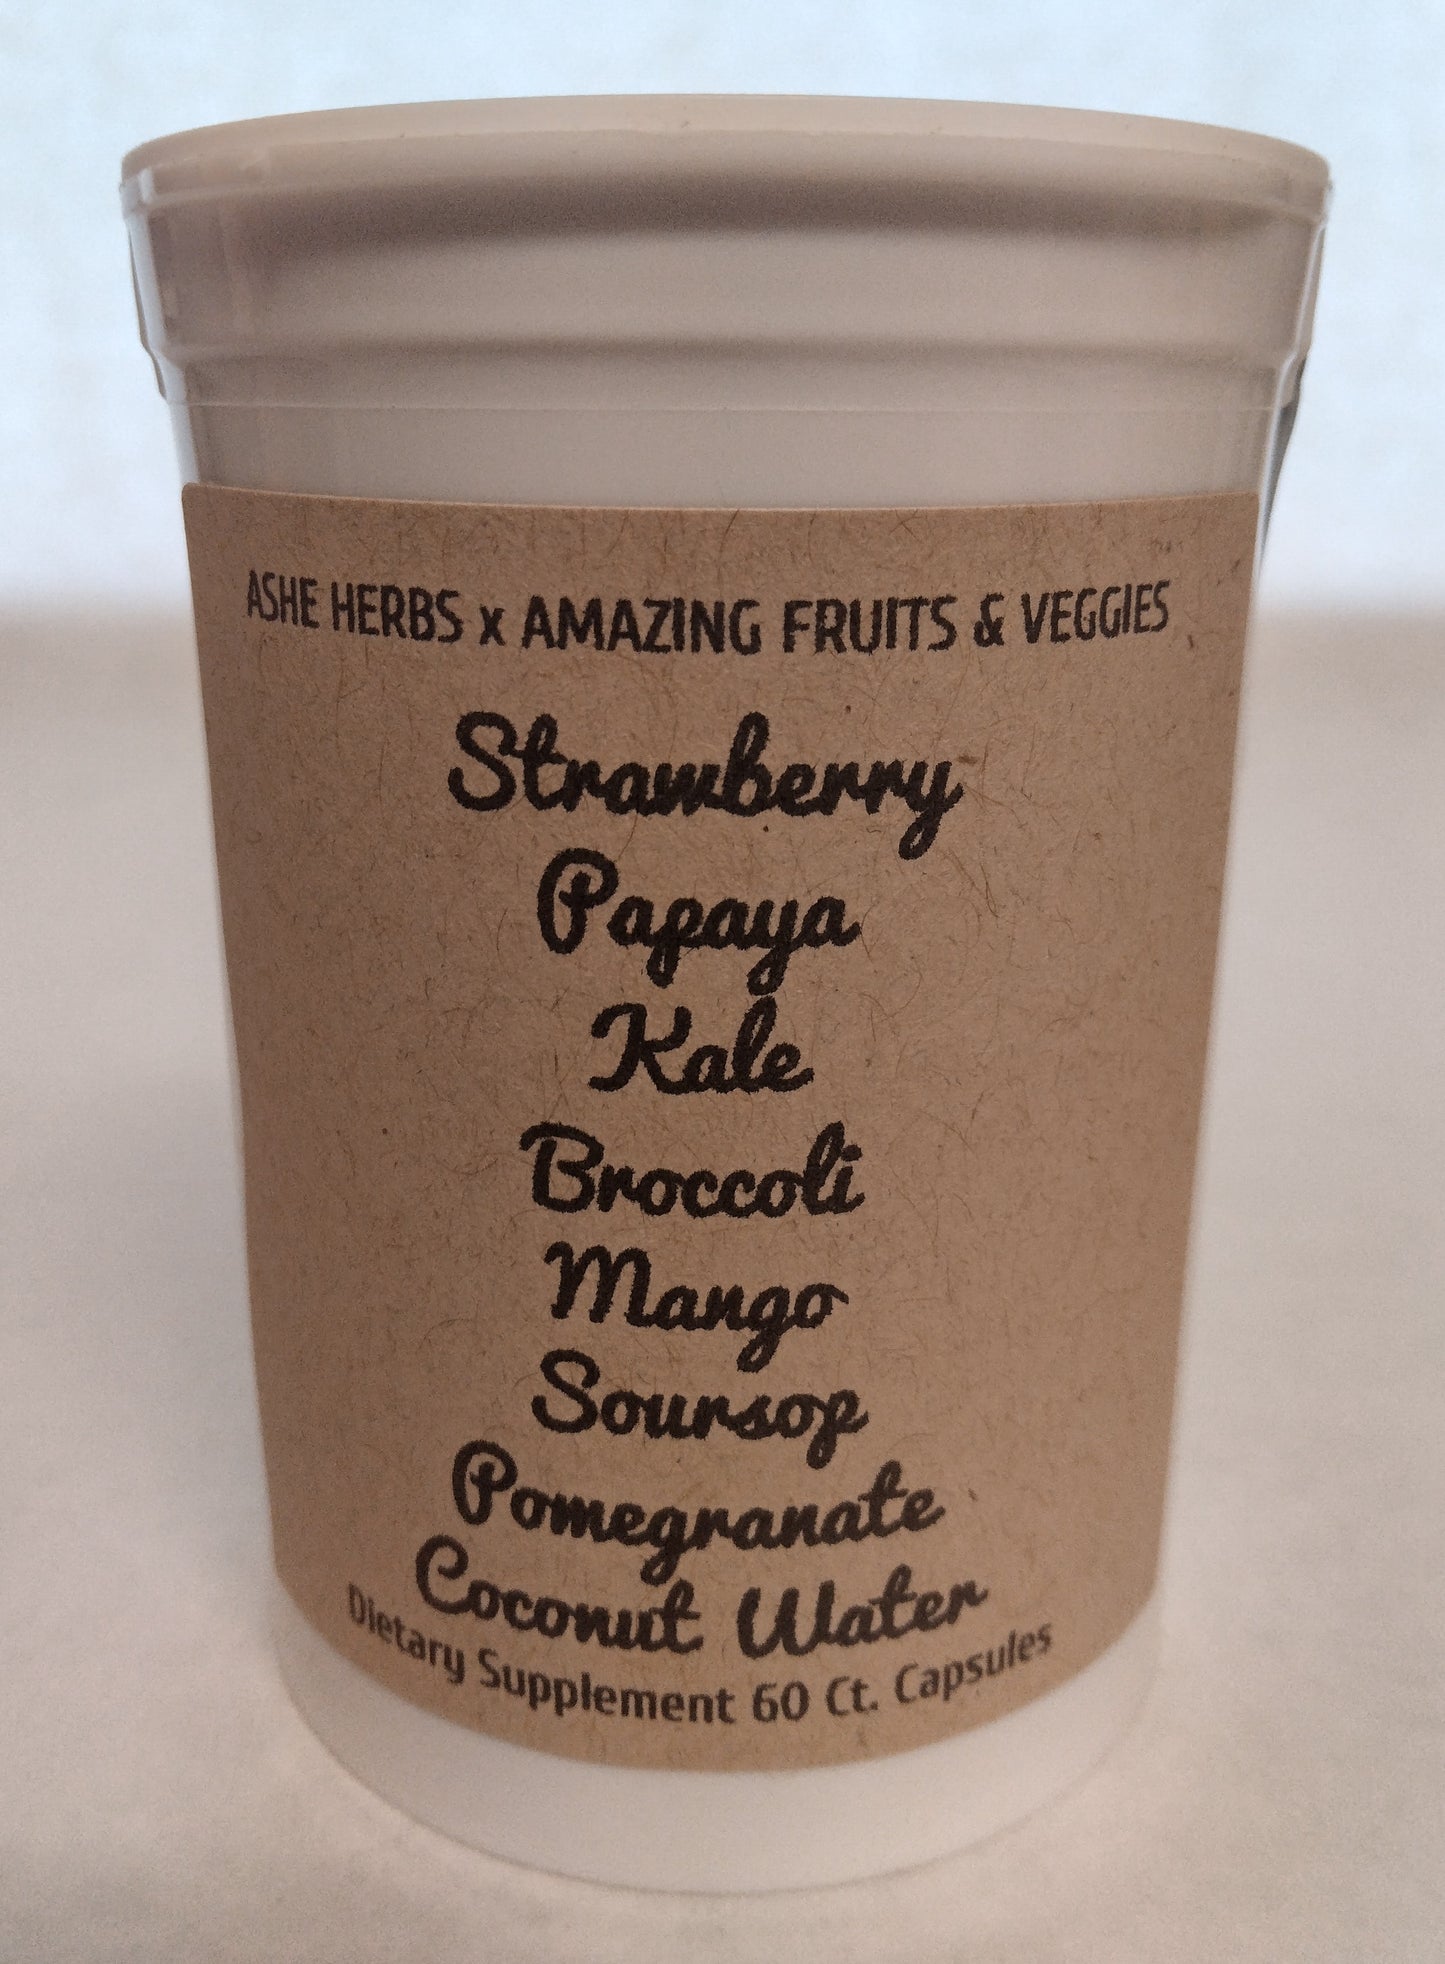 ASHE HERBS x AMAZING FRUITS & VEGGIES
Strawberry
Papaya
Kale
Broccoli
Mango
Soursop
Pomegranate
Coconut Water
Dietary Supplement 60 Ct. Capsules